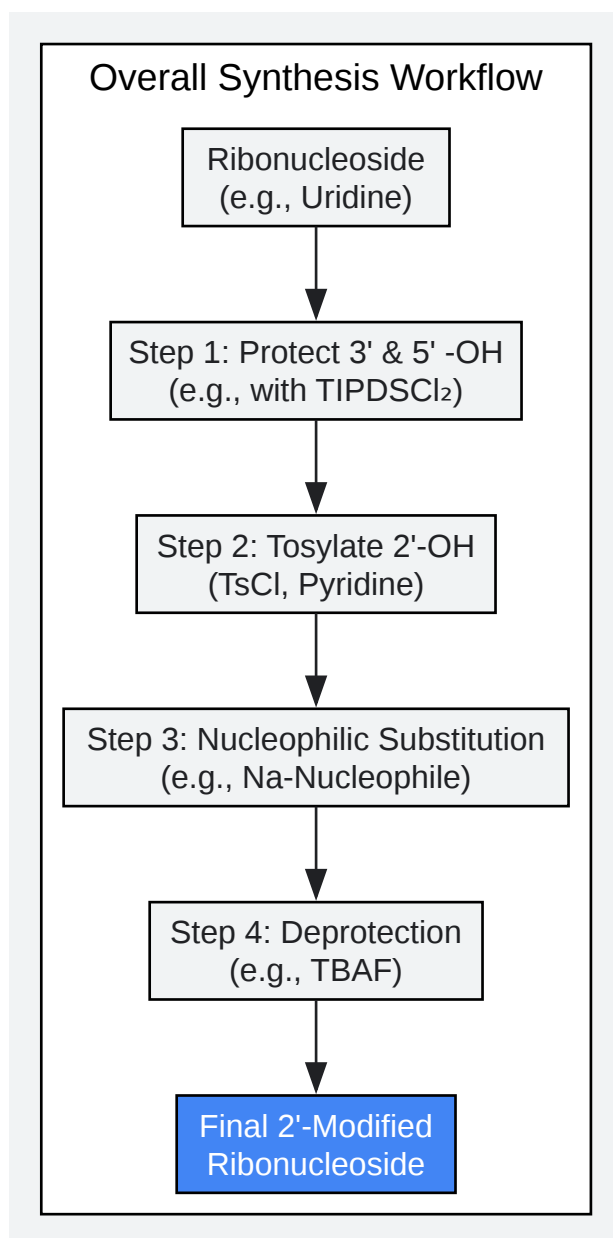 Overall Synthesis Workflow
Ribonucleoside
(e.g., Uridine)
Step 1: Protect 3' & 5' -OH
(e.g., with TIPDSCl₂)
Step 2: Tosylate 2'-OH
(TsCl, Pyridine)
Step 3: Nucleophilic Substitution
(e.g., Na-Nucleophile)
Step 4: Deprotection
(e.g., TBAF)
Final 2'-Modified
Ribonucleoside